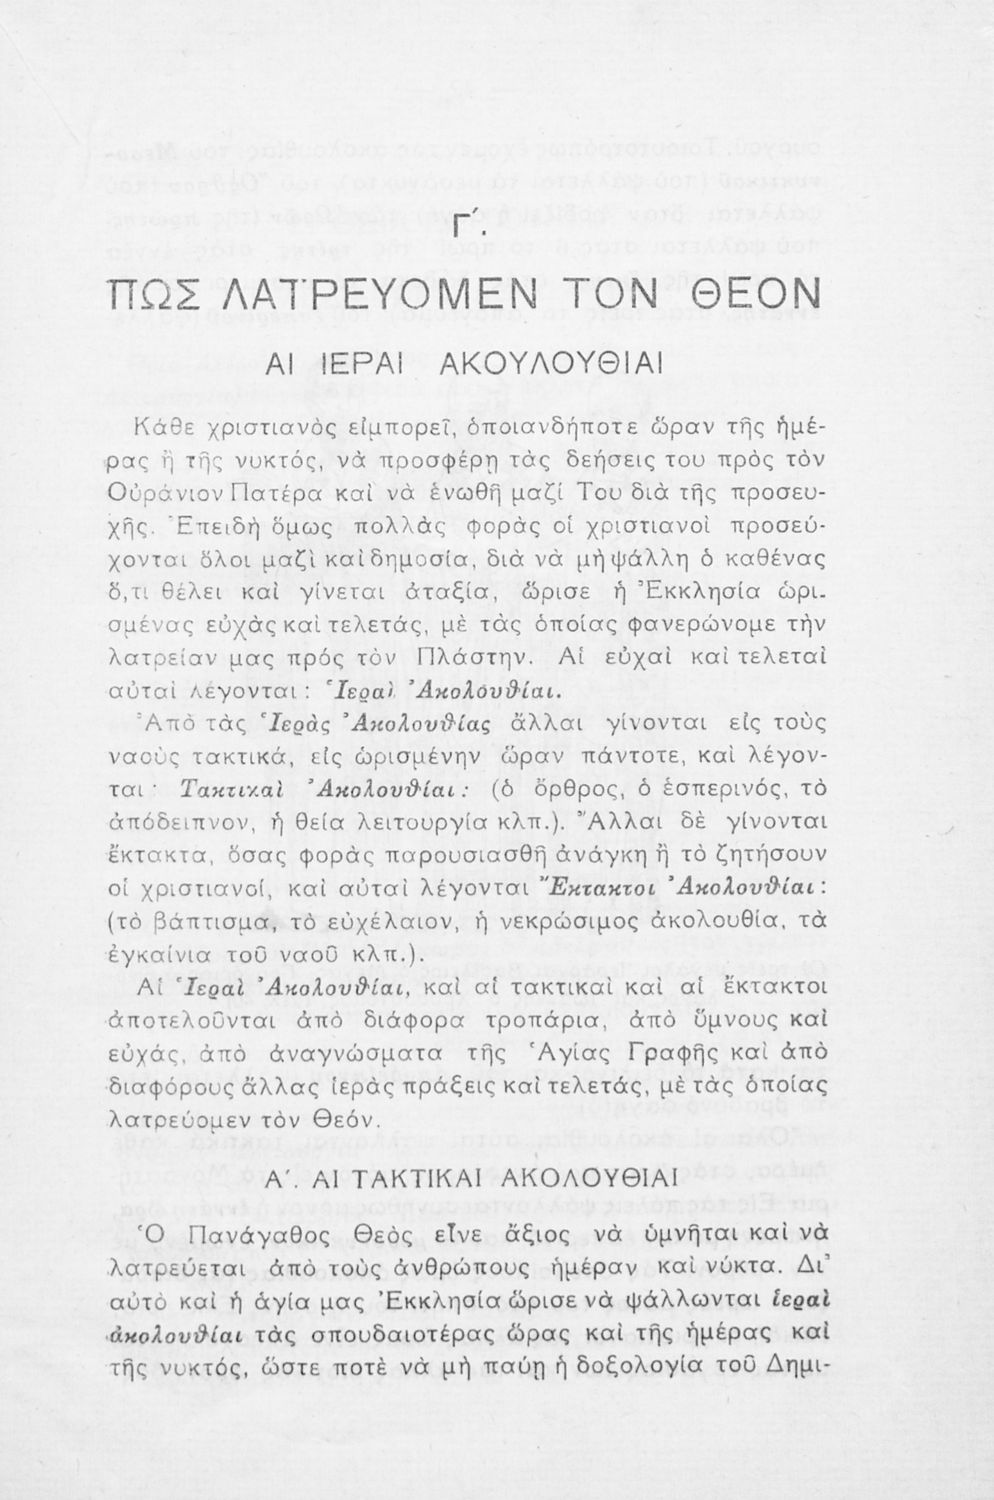 Γ΄.
ΠΩΣ ΛΑΤΡΕΥΟΜΕΝ ΤΟΝ ΘΕΟΝ
ΑΙ ΙΕΡΑΙ ΑΚΟΥΛΟΥΘΙΑΙ
Κάθε χριστιανὸς εἰμπορεῖ, ὁποιανδήποτε ὥραν τῆς ἡμέ-
ρας ἢ τῆς νυκτός, νὰ προσφέρῃ τὰς δεήσεις του πρὸς τὸν
Οὐράνιον Πατέρα καὶ νὰ ἑνωθῆ μαζί Του διὰ τῆς προσευ-
χῆς. Ἐπειδὴ ὅμως πολλὰς φορὰς οἱ χριστιανοὶ προσεύ-
χονται ὅλοι μαζὶ καὶ δημοσία, διὰ νὰ μὴ ψάλλη ὁ καθένας
ὅ,τι θέλει καὶ γίνεται ἀταξία, ὥρισε ἡ Ἐκκλησία ὡρι-
σμένας εὐχὰς καὶ τελετάς, μὲ τὰς ὁποίας φανερώνομε τὴν
λατρείαν μας πρός τὸν Πλάστην. Αἱ εὐχαὶ καὶ τελεταὶ
αὐταὶ λέγονται : Ἱεραὶ Ἀκολουθίαι.
Ἀπὸ τὰς Ἱερὰς Ἀκολουθίας ἄλλαι γίνονται εἰς τοὺς
ναοὺς τακτικά, εἰς ὡρισμένην ὥραν πάντοτε, καὶ λέγον-
ται · Τακτικαὶ Ἀκολουθίαι : (ὁ ὄρθρος, ὁ ἑσπερινός, τὸ
ἀπόδειπνον, ἡ θεία λειτουργία κλπ.). Ἄλλαι δὲ γίνονται
ἔκτακτα, ὅσας φορὰς παρουσιασθῆ ἀνάγκη ἢ τὸ ζητήσουν
οἱ χριστιανοί, καὶ αὐταὶ λέγονται Ἔκτακτοι Ἀκολουθίαι :
(τὸ βάπτισμα, τὸ εὐχέλαιον, ἡ νεκρώσιμος ἀκολουθία, τὰ
ἐγκαίνια τοῦ ναοῦ κλπ.).
Αἱ Ἱεραὶ Ἀκολουθίαι, καὶ αἱ τακτικαὶ καὶ αἱ ἔκτακτοι
ἀποτελοῦνται ἀπὸ διάφορα τροπάρια, ἀπὸ ὕμνους καὶ
εὐχάς, ἀπὸ ἀναγνώσματα τῆς Ἁγίας Γραφῆς καὶ ἀπὸ
διαφόρους ἄλλας ἱερὰς πράξεις καὶ τελετάς, μὲ τὰς ὁποίας
λατρεύομεν τὸν Θεόν.
Α΄. ΑΙ ΤΑΚΤΙΚΑΙ ΑΚΟΛΟΥΘΙΑΙ
Ὁ Πανάγαθος Θεὸς εἶνε ἄξιος νὰ ὑμνῆται καὶ νὰ
λατρεύεται ἀπὸ τοὺς ἀνθρώπους ἡμέραν καὶ νύκτα. Δι᾽
αὐτὸ καὶ ἡ ἁγία μας Ἐκκλησία ὥρισε νὰ ψάλλωνται ἱεραὶ
ἀκολουθίαι τὰς σπουδαιοτέρας ὥρας καὶ τῆς ἡμέρας καὶ
τῆς νυκτός, ὥστε ποτὲ νὰ μὴ παύῃ ἡ δοξολογία τοῦ Δημι-